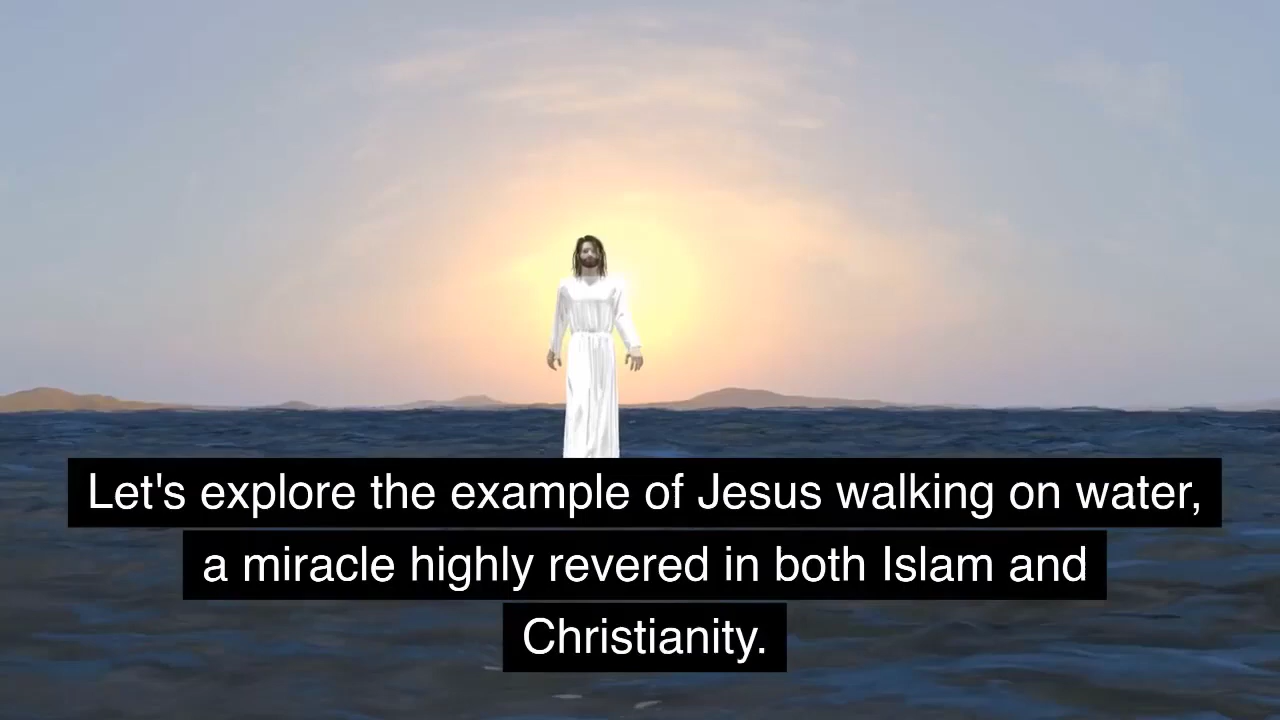 Let's explore the example of Jesus walking on water,
a miracle highly revered in both Islam and
Christianity.